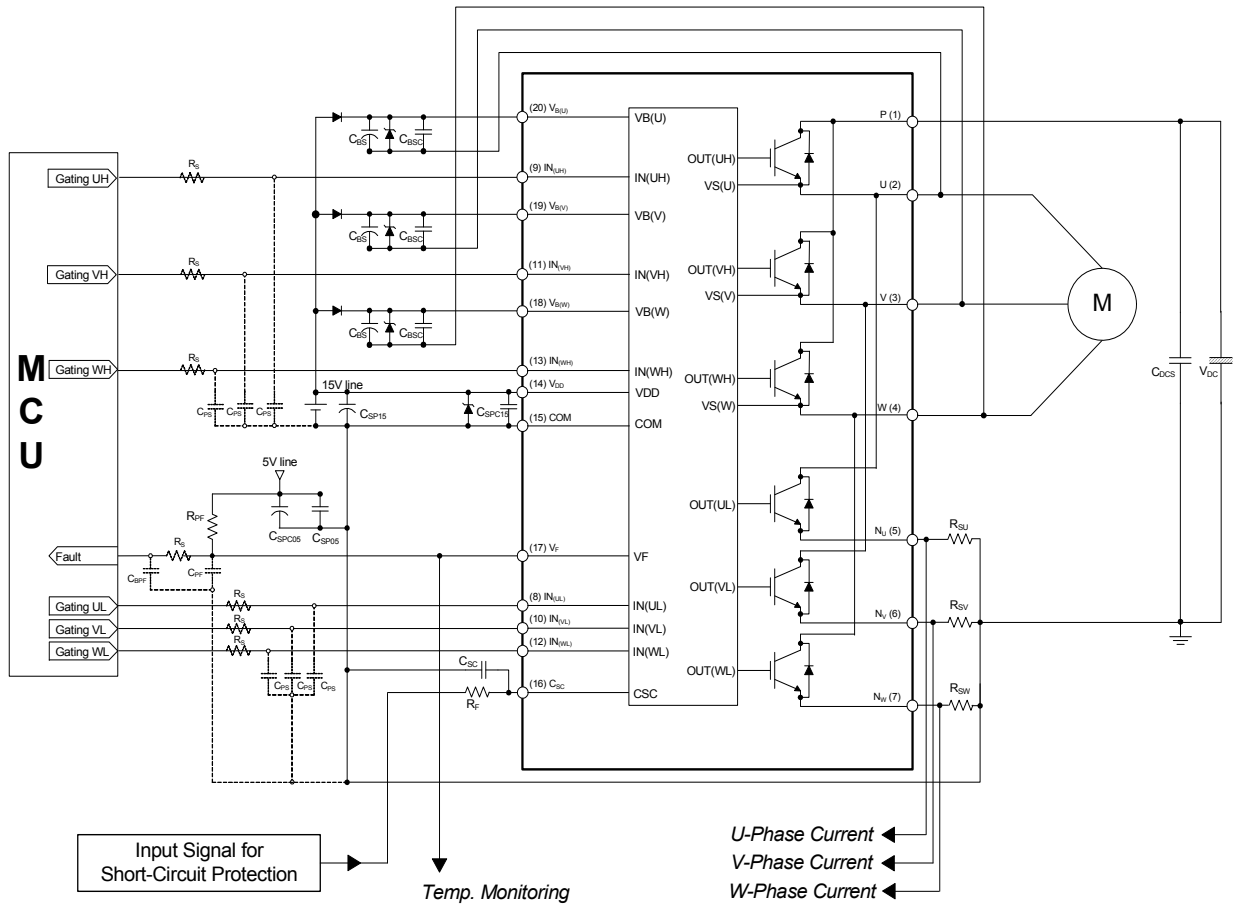 P (1)
(20) VB(U)
VB(U)
CBS
CBSC
OUT(UH)
RS
(9) IN(UH)
Gating UH
IN(UH)
VS(U)
U (2)
(19) VB(V)
VB(V)
CBS
CBSC
RS
(11) IN(VH)
OUT(VH)
Gating VH
IN(VH)
VS(V)
V (3)
M
(18) VB(W)
VB(W)
CBS
CBSC
RS
(13) IN(WH)
MCU
Gating WH
IN(WH)
OUT(WH)
CDCS
VDC
15V line
(14) VDD
VDD
CPS
CPS
CPS
CSP15
CSPC15
VS(W)
W (4)
(15) COM
COM
5V line
RPF
CSPC05
CSP05
OUT(UL)
NU (5)
RSU
Fault
RS
(17) VF
VF
CBPF
CPF
OUT(VL)
RS
(8) IN(UL)
Gating UL
IN(UL)
RS
(10) IN(VL)
Gating VL
IN(VL)
NV (6)
RSV
RS
(12) IN(WL)
Gating WL
IN(WL)
CSC
OUT(WL)
CPS
CPS
CPS
RF
(16) CSC
CSC
NW (7)
RSW
Input Signal for
Short-Circuit Protection
Temp. Monitoring
U-Phase Current
V-Phase Current
W-Phase Current